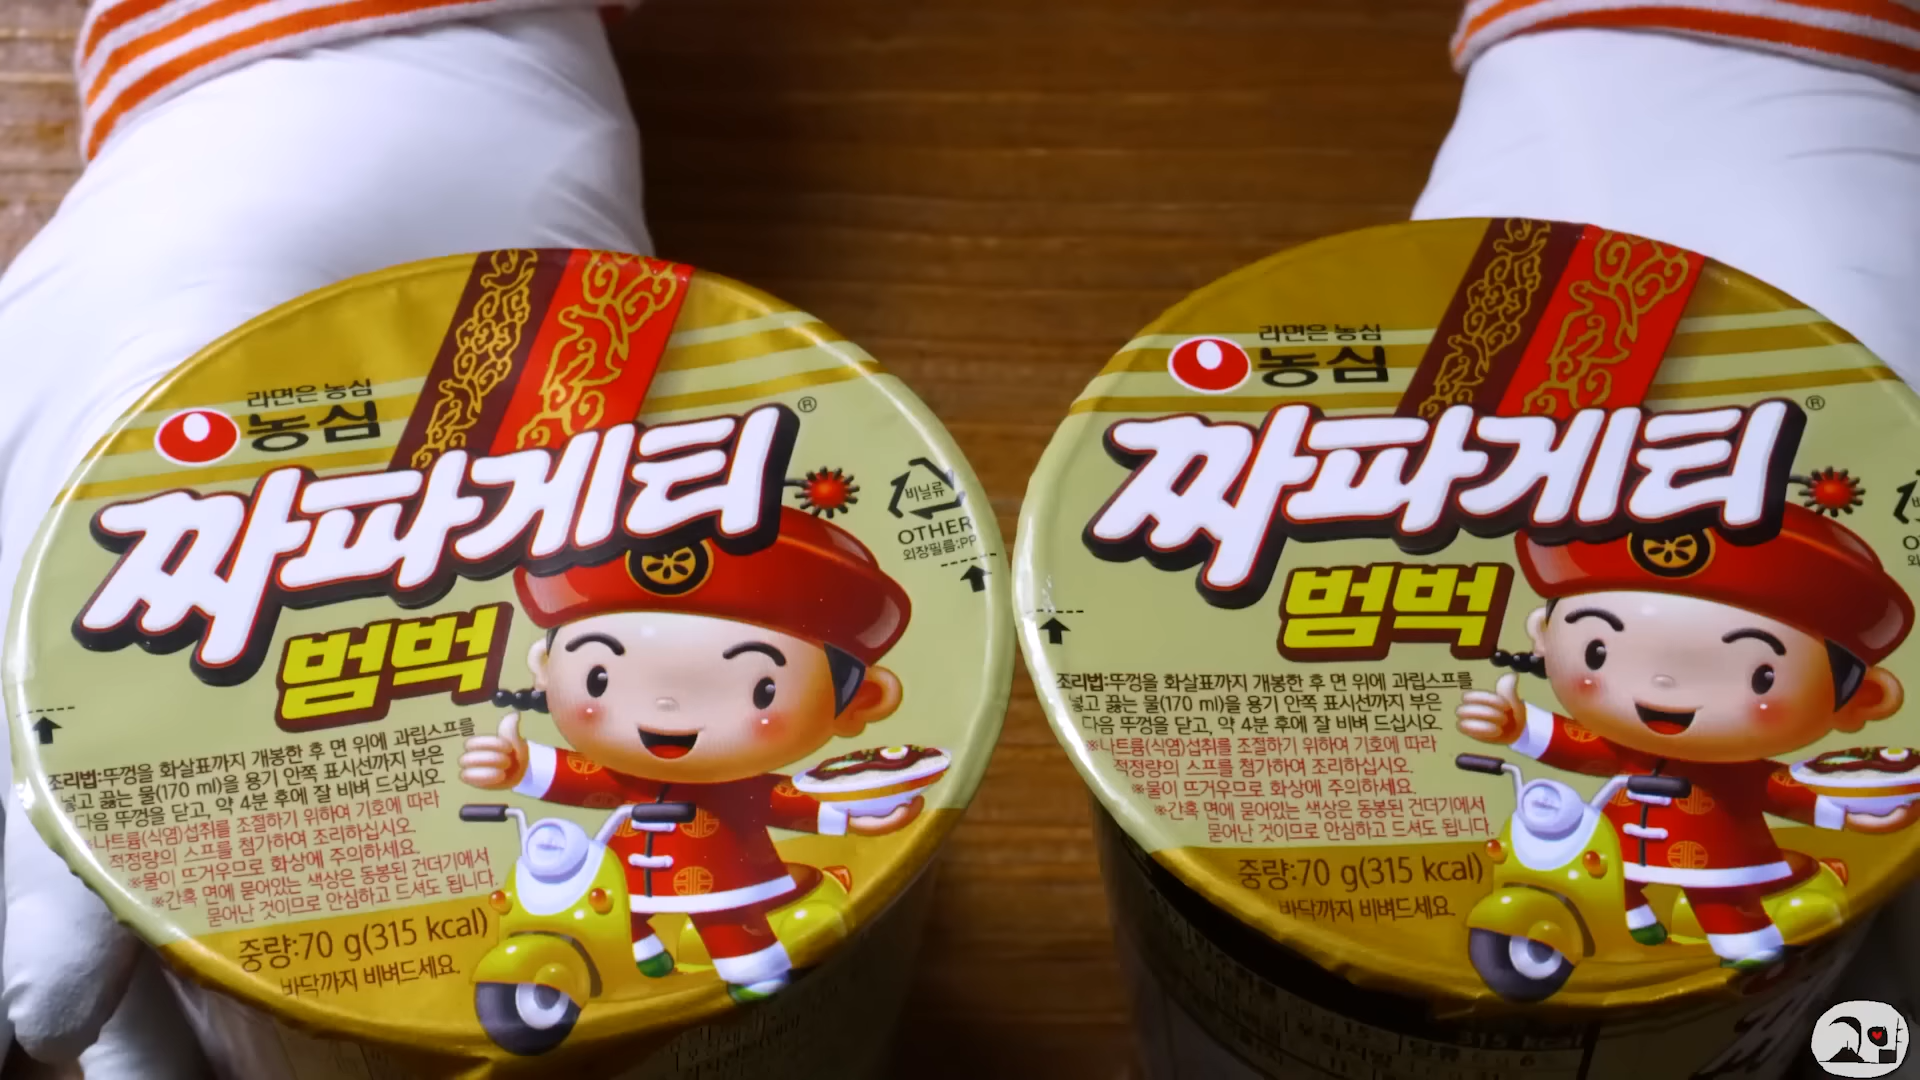 라면은 농심
농심
짜파게티®
범벅
비닐류
OTHER
외장필름:PP
조리법:뚜껑을 화살표까지 개봉한 후 면 위에 과립스프를
넣고 끓는 물(170 ml)을 용기 안쪽 표시선까지 부은
다음 뚜껑을 닫고, 약 4분 후에 잘 비벼 드십시오.
※나트륨(식염)섭취를 조절하기 위하여 기호에 따라
적정량의 스프를 첨가하여 조리하십시오.
※물이 뜨거우므로 화상에 주의하세요.
※간혹 면에 묻어있는 색상은 동봉된 건더기에서
묻어난 것이므로 안심하고 드셔도 됩니다.
중량:70 g(315 kcal)
바닥까지 비벼드세요.
라면은 농심
농심
짜파게티®
범벅
조리법:뚜껑을 화살표까지 개봉한 후 면 위에 과립스프를
넣고 끓는 물(170 ml)을 용기 안쪽 표시선까지 부은
다음 뚜껑을 닫고, 약 4분 후에 잘 비벼 드십시오.
※나트륨(식염)섭취를 조절하기 위하여 기호에 따라
적정량의 스프를 첨가하여 조리하십시오.
※물이 뜨거우므로 화상에 주의하세요.
※간혹 면에 묻어있는 색상은 동봉된 건더기에서
묻어난 것이므로 안심하고 드셔도 됩니다.
중량:70 g(315 kcal)
바닥까지 비벼드세요.
315 kcal